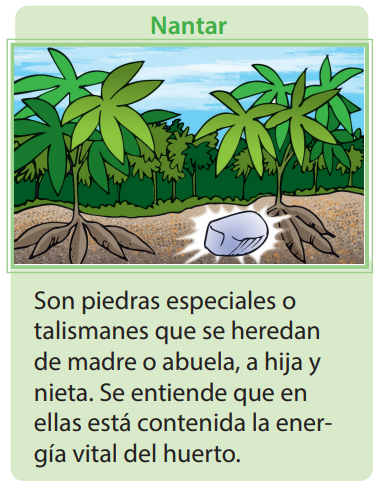 Nantar
Son piedras especiales o
talismanes que se heredan
de madre o abuela, a hija y
nieta. Se entiende que en
ellas está contenida la ener-
gía vital del huerto.